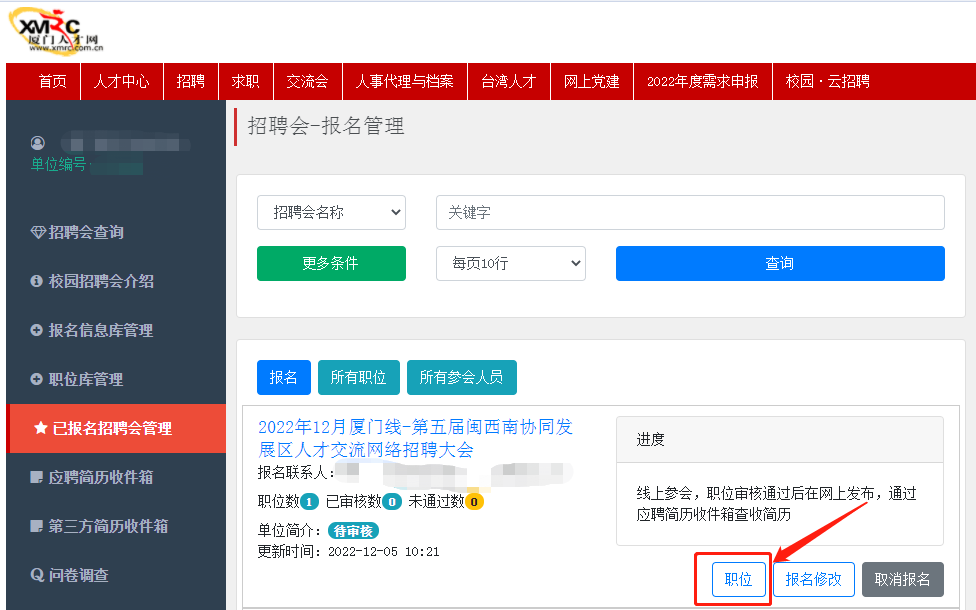 XMRC
厦门人才网
www.xmrc.com.cn
首页 人才中心 招聘 求职 交流会 人事代理与档案 台湾人才 网上党建 2022年度需求申报 校园·云招聘
单位编号
招聘会查询
校园招聘会介绍
报名信息库管理
职位库管理
已报名招聘会管理
应聘简历收件箱
第三方简历收件箱
问卷调查
招聘会-报名管理
招聘会名称 关键字
更多条件 每页10行 查询
报名 所有职位 所有参会人员
2022年12月厦门线-第五届闽西南协同发
展区人才交流网络招聘大会
报名联系人:
职位数 1 已审核数 0 未通过数 0
单位简介: 待审核
更新时间: 2022-12-05 10:21
进度
线上参会，职位审核通过后在网上发布，通过
应聘简历收件箱查收简历
职位 报名修改 取消报名